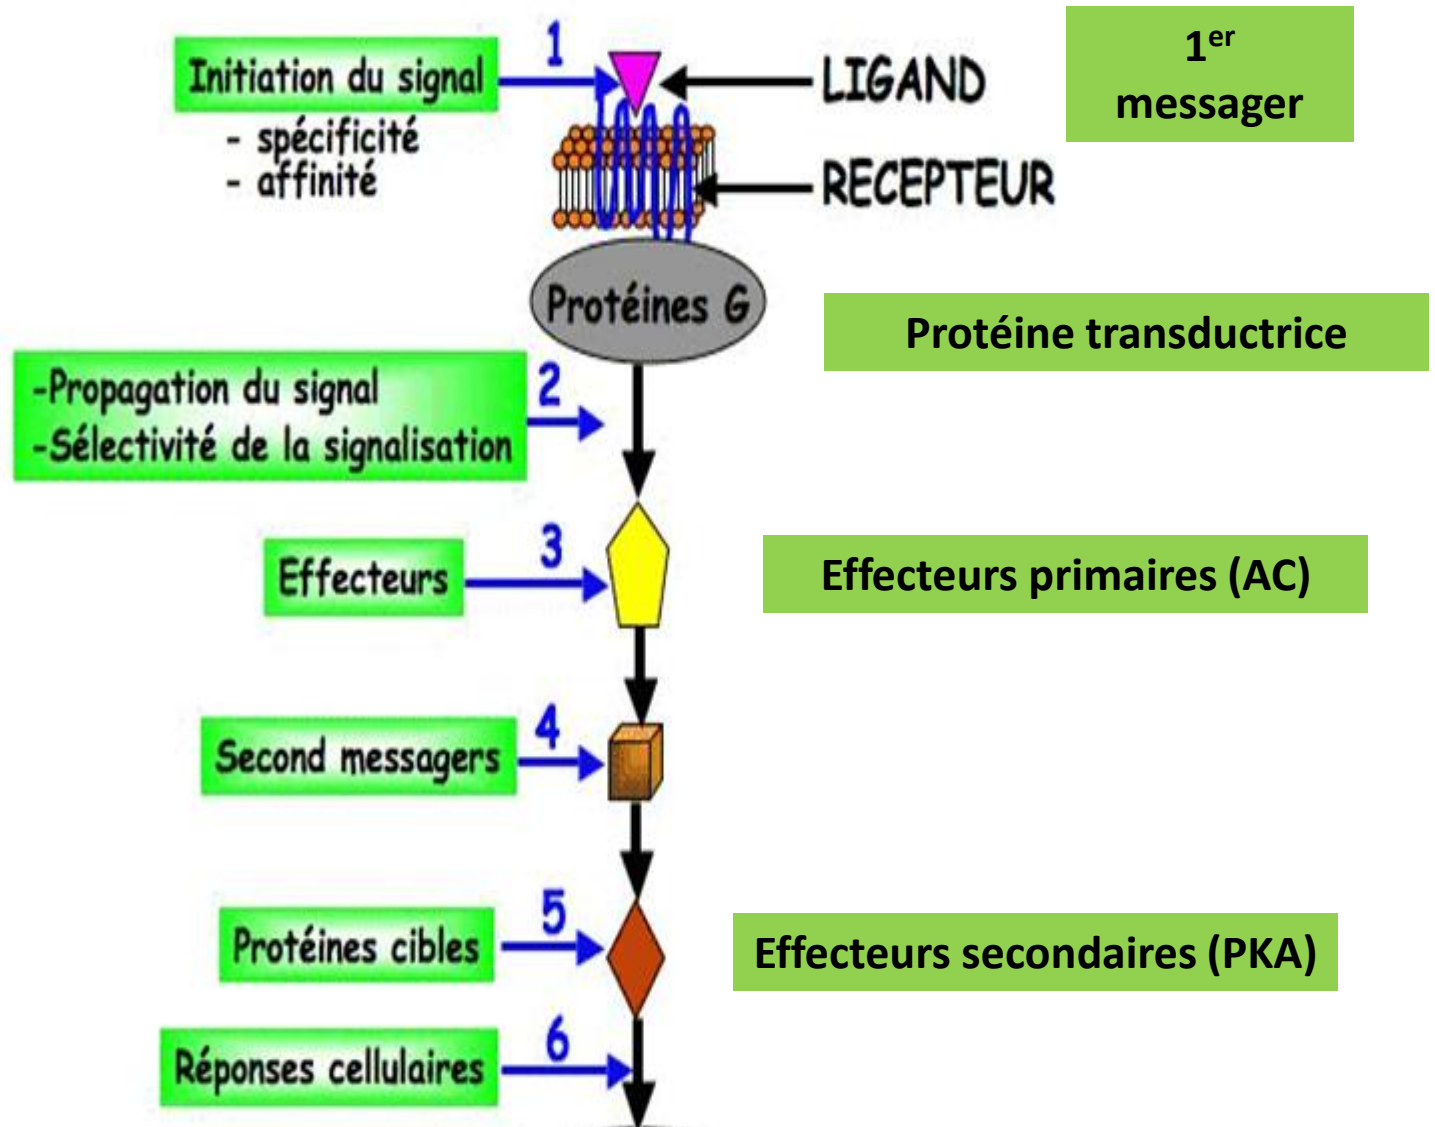 1
Initiation du signal
- spécificité
- affinité
LIGAND
1er
messager
RECEPTEUR
Protéines G
Protéine transductrice
2
-Propagation du signal
-Sélectivité de la signalisation
3
Effecteurs
Effecteurs primaires (AC)
4
Second messagers
5
Protéines cibles
Effecteurs secondaires (PKA)
6
Réponses cellulaires